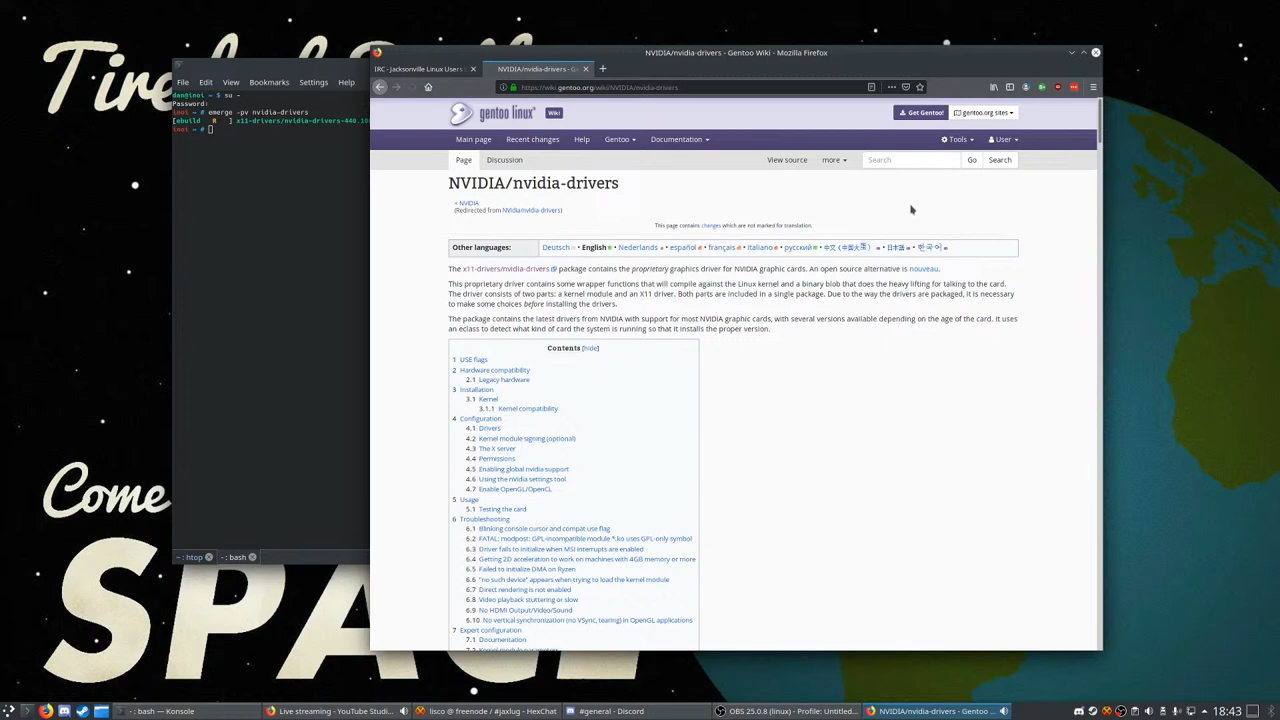 Come
NVIDIA/nvidia-drivers - Gentoo Wiki - Mozilla Firefox
IRC - Jacksonville Linux Users
NVIDIA/nvidia-drivers - Ge
https://wiki.gentoo.org/wiki/NVIDIA/nvidia-drivers
File Edit View Bookmarks Settings Help
dan@inoi ~ $ su -
Password:
inoi ~ # emerge -pv nvidia-drivers
[ebuild R ] x11-drivers/nvidia-drivers-440.10
inoi ~ #
~ : htop
~ : bash
gentoo linux
Wiki
Get Gentoo!
gentoo.org sites
Main page Recent changes Help Gentoo Documentation Tools User
Page Discussion View source more Search Go Search
NVIDIA/nvidia-drivers
< NVIDIA
(Redirected from NVidia/nvidia-drivers)
This page contains changes which are not marked for translation.
Other languages: Deutsch • English • Nederlands • español • français • italiano • русский • 中文(中国大陆) • 日本語 • 한국어
The x11-drivers/nvidia-drivers package contains the proprietary graphics driver for NVIDIA graphic cards. An open source alternative is nouveau.
This proprietary driver contains some wrapper functions that will compile against the Linux kernel and a binary blob that does the heavy lifting for talking to the card.
The driver consists of two parts: a kernel module and an X11 driver. Both parts are included in a single package. Due to the way the drivers are packaged, it is necessary
to make some choices before installing the drivers.
The package contains the latest drivers from NVIDIA with support for most NVIDIA graphic cards, with several versions available depending on the age of the card. It uses
an eclass to detect what kind of card the system is running so that it installs the proper version.
Contents [hide]
1 USE flags
2 Hardware compatibility
2.1 Legacy hardware
3 Installation
3.1 Kernel
3.1.1 Kernel compatibility
4 Configuration
4.1 Drivers
4.2 Kernel module signing (optional)
4.3 The X server
4.4 Permissions
4.5 Enabling global nvidia support
4.6 Using the nVidia settings tool
4.7 Enable OpenGL/OpenCL
5 Usage
5.1 Testing the card
6 Troubleshooting
6.1 Blinking console cursor and compat use flag
6.2 FATAL: modpost: GPL-incompatible module *.ko uses GPL-only symbol
6.3 Driver fails to initialize when MSI interrupts are enabled
6.4 Getting 2D acceleration to work on machines with 4GB memory or more
6.5 Failed to initialize DMA on Ryzen
6.6 "no such device" appears when trying to load the kernel module
6.7 Direct rendering is not enabled
6.8 Video playback stuttering or slow
6.9 No HDMI Output/Video/Sound
6.10 No vertical synchronization (no VSync, tearing) in OpenGL applications
7 Expert configuration
7.1 Documentation
- : bash — Konsole
Live streaming - YouTube Studi...
lisco @ freenode / #jaxlug - HexChat
#general - Discord
OBS 25.0.8 (linux) - Profile: Untitled...
NVIDIA/nvidia-drivers - Gentoo ...
18:43